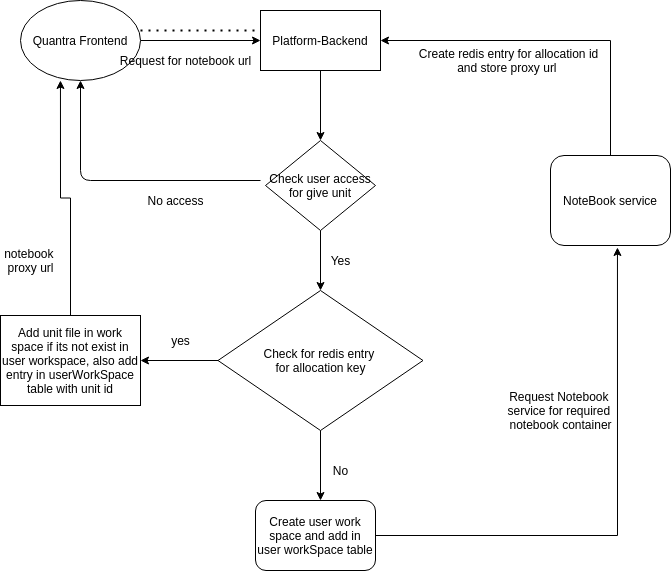 Quantra Frontend
Platform-Backend
Request for notebook url
Create redis entry for allocation id
and store proxy url
Check user access
for give unit
No access
NoteBook service
Yes
notebook
proxy url
Add unit file in work
space if its not exist in
user workspace, also add
entry in userWorkSpace
table with unit id
yes
Check for redis entry
for allocation key
Request Notebook
service for required
notebook container
No
Create user work
space and add in
user workSpace table